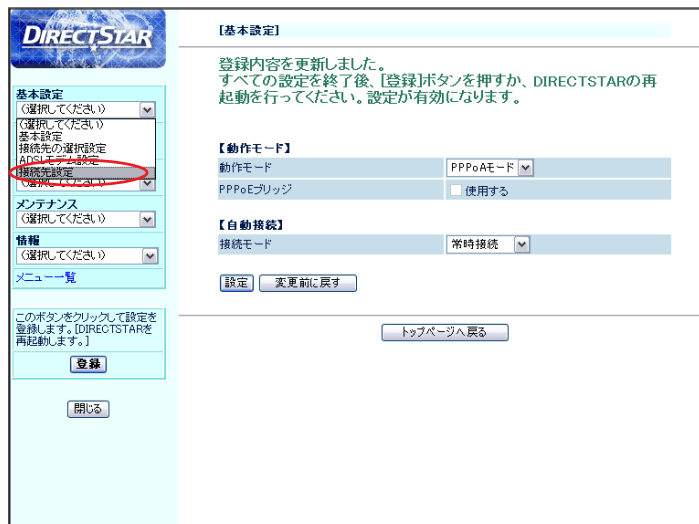 DIRECTSTAR
基本設定
(選択してください)
(選択してください)
基本設定
接続先の選択設定
ADSLモデム設定
接続先設定
(選択してください)
メンテナンス
(選択してください)
情報
(選択してください)
メニュー一覧
このボタンをクリックして設定を
登録します。[DIRECTSTARを
再起動します。]
登録
閉じる
[基本設定]
登録内容を更新しました。
すべての設定を終了後、[登録]ボタンを押すか、DIRECTSTARの再
起動を行ってください。設定が有効になります。
【動作モード】
動作モード PPPoAモード
PPPoEブリッジ 使用する
【自動接続】
接続モード 常時接続
設定 変更前に戻す
トップページへ戻る